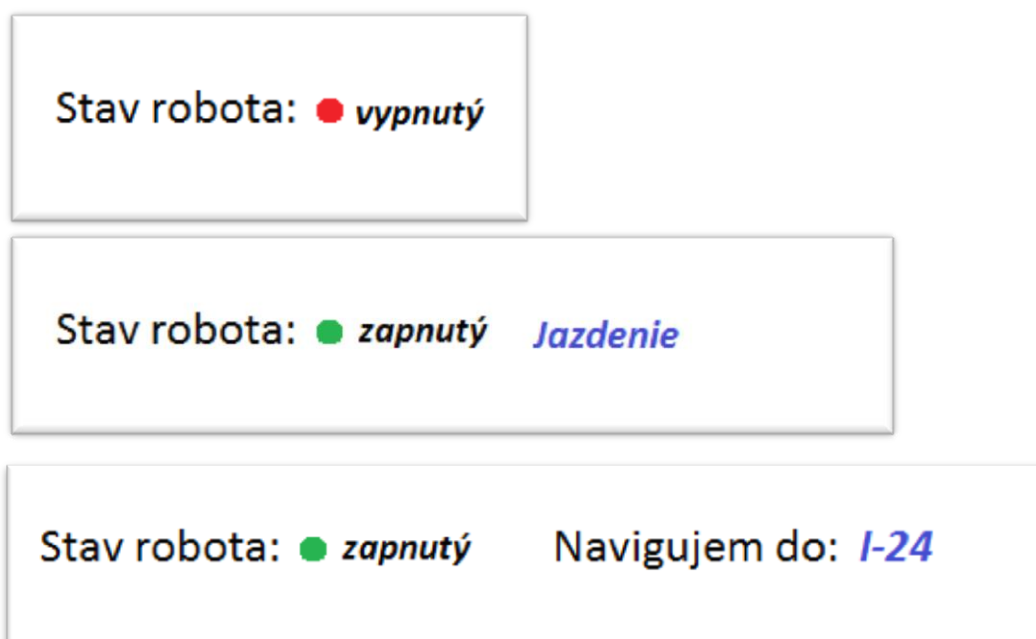 Stav robota: vypnutý
Stav robota: zapnutý Jazdenie
Stav robota: zapnutý Navigujem do: I-24